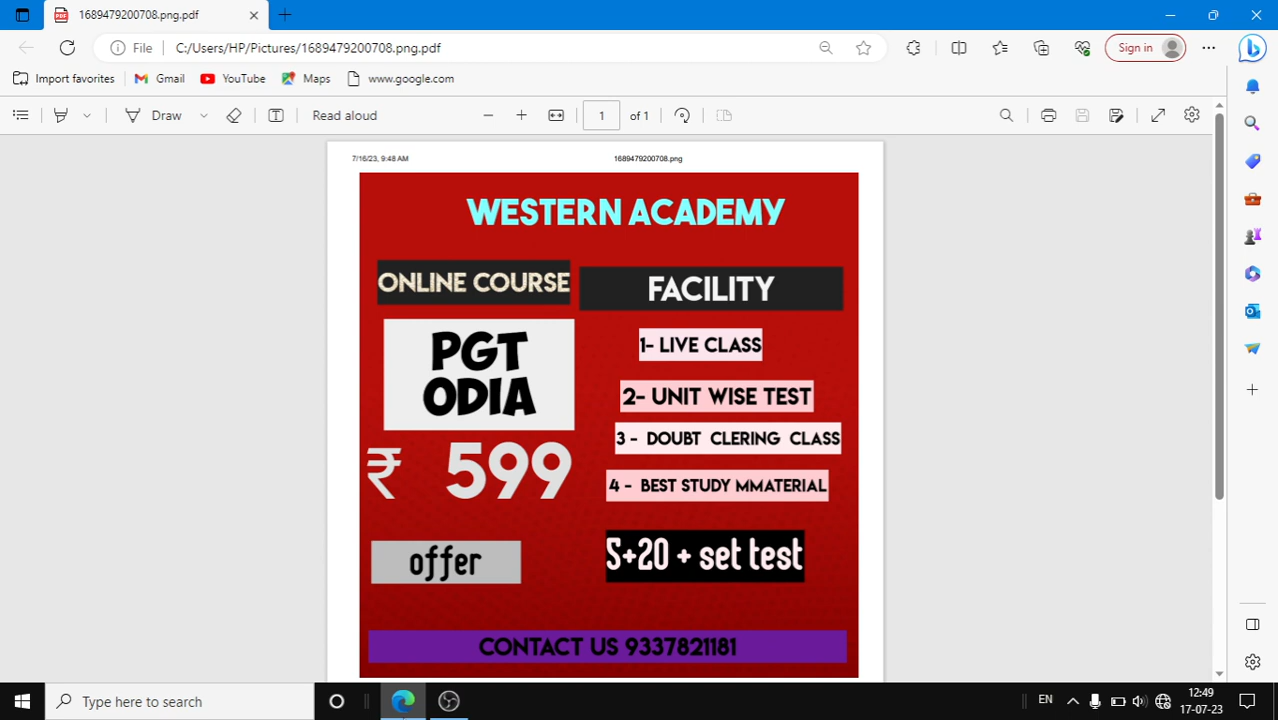 1689479200708.png.pdf
File
C:/Users/HP/Pictures/1689479200708.png.pdf
Sign in
Import favorites
Gmail
YouTube
Maps
www.google.com
Draw
Read aloud
1
of 1
7/16/23, 9:48 AM
1689479200708.png
WESTERN ACADEMY
ONLINE COURSE
PGT
ODIA
₹ 599
offer
FACILITY
1- LIVE CLASS
2- UNIT WISE TEST
3 - DOUBT CLERING CLASS
4 - BEST STUDY MMATERIAL
5+20 + set test
CONTACT US 9337821181
Type here to search
EN
12:49
17-07-23